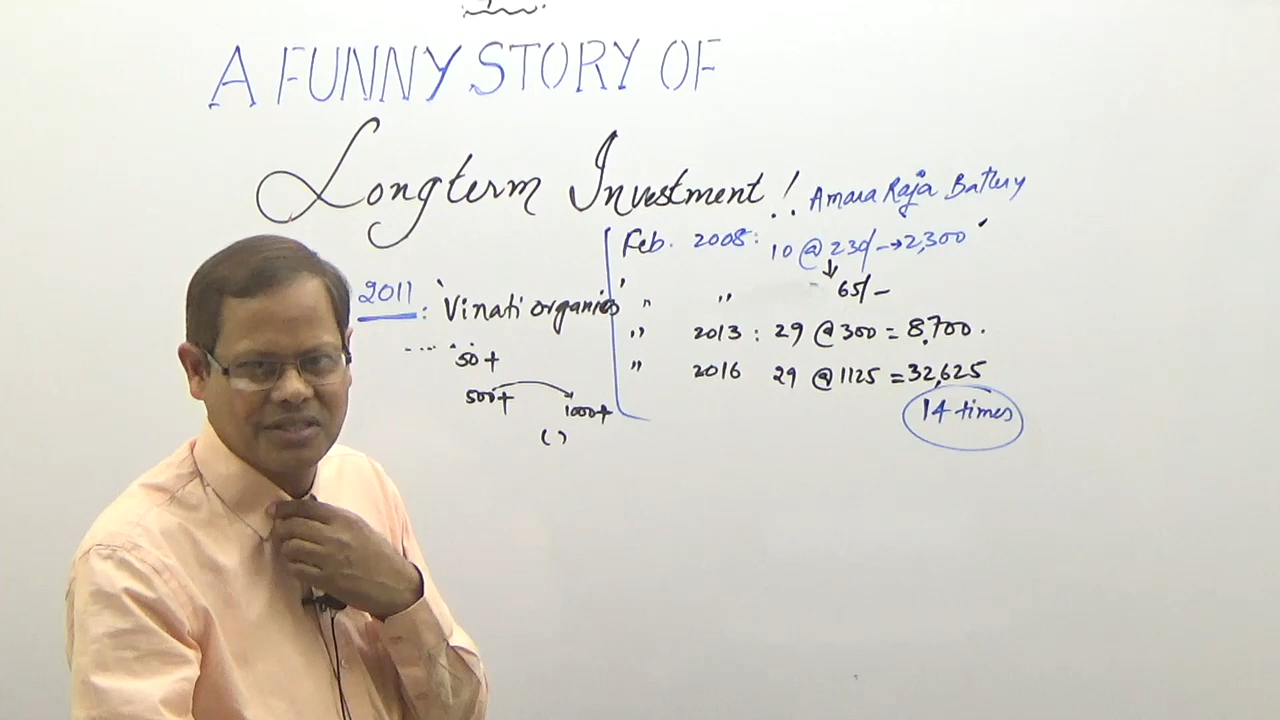 A FUNNY STORY OF
Longterm Investment!..
Amara Raja Battery
Feb. 2008: 10 @ 230/- → 2,300
" " " 65/-
" 2013 : 29 @ 300 = 8,700.
" 2016 29 @ 1125 = 32,625
14 times
2011 : 'Vinati organics'
50+
500+ 1000+
( )